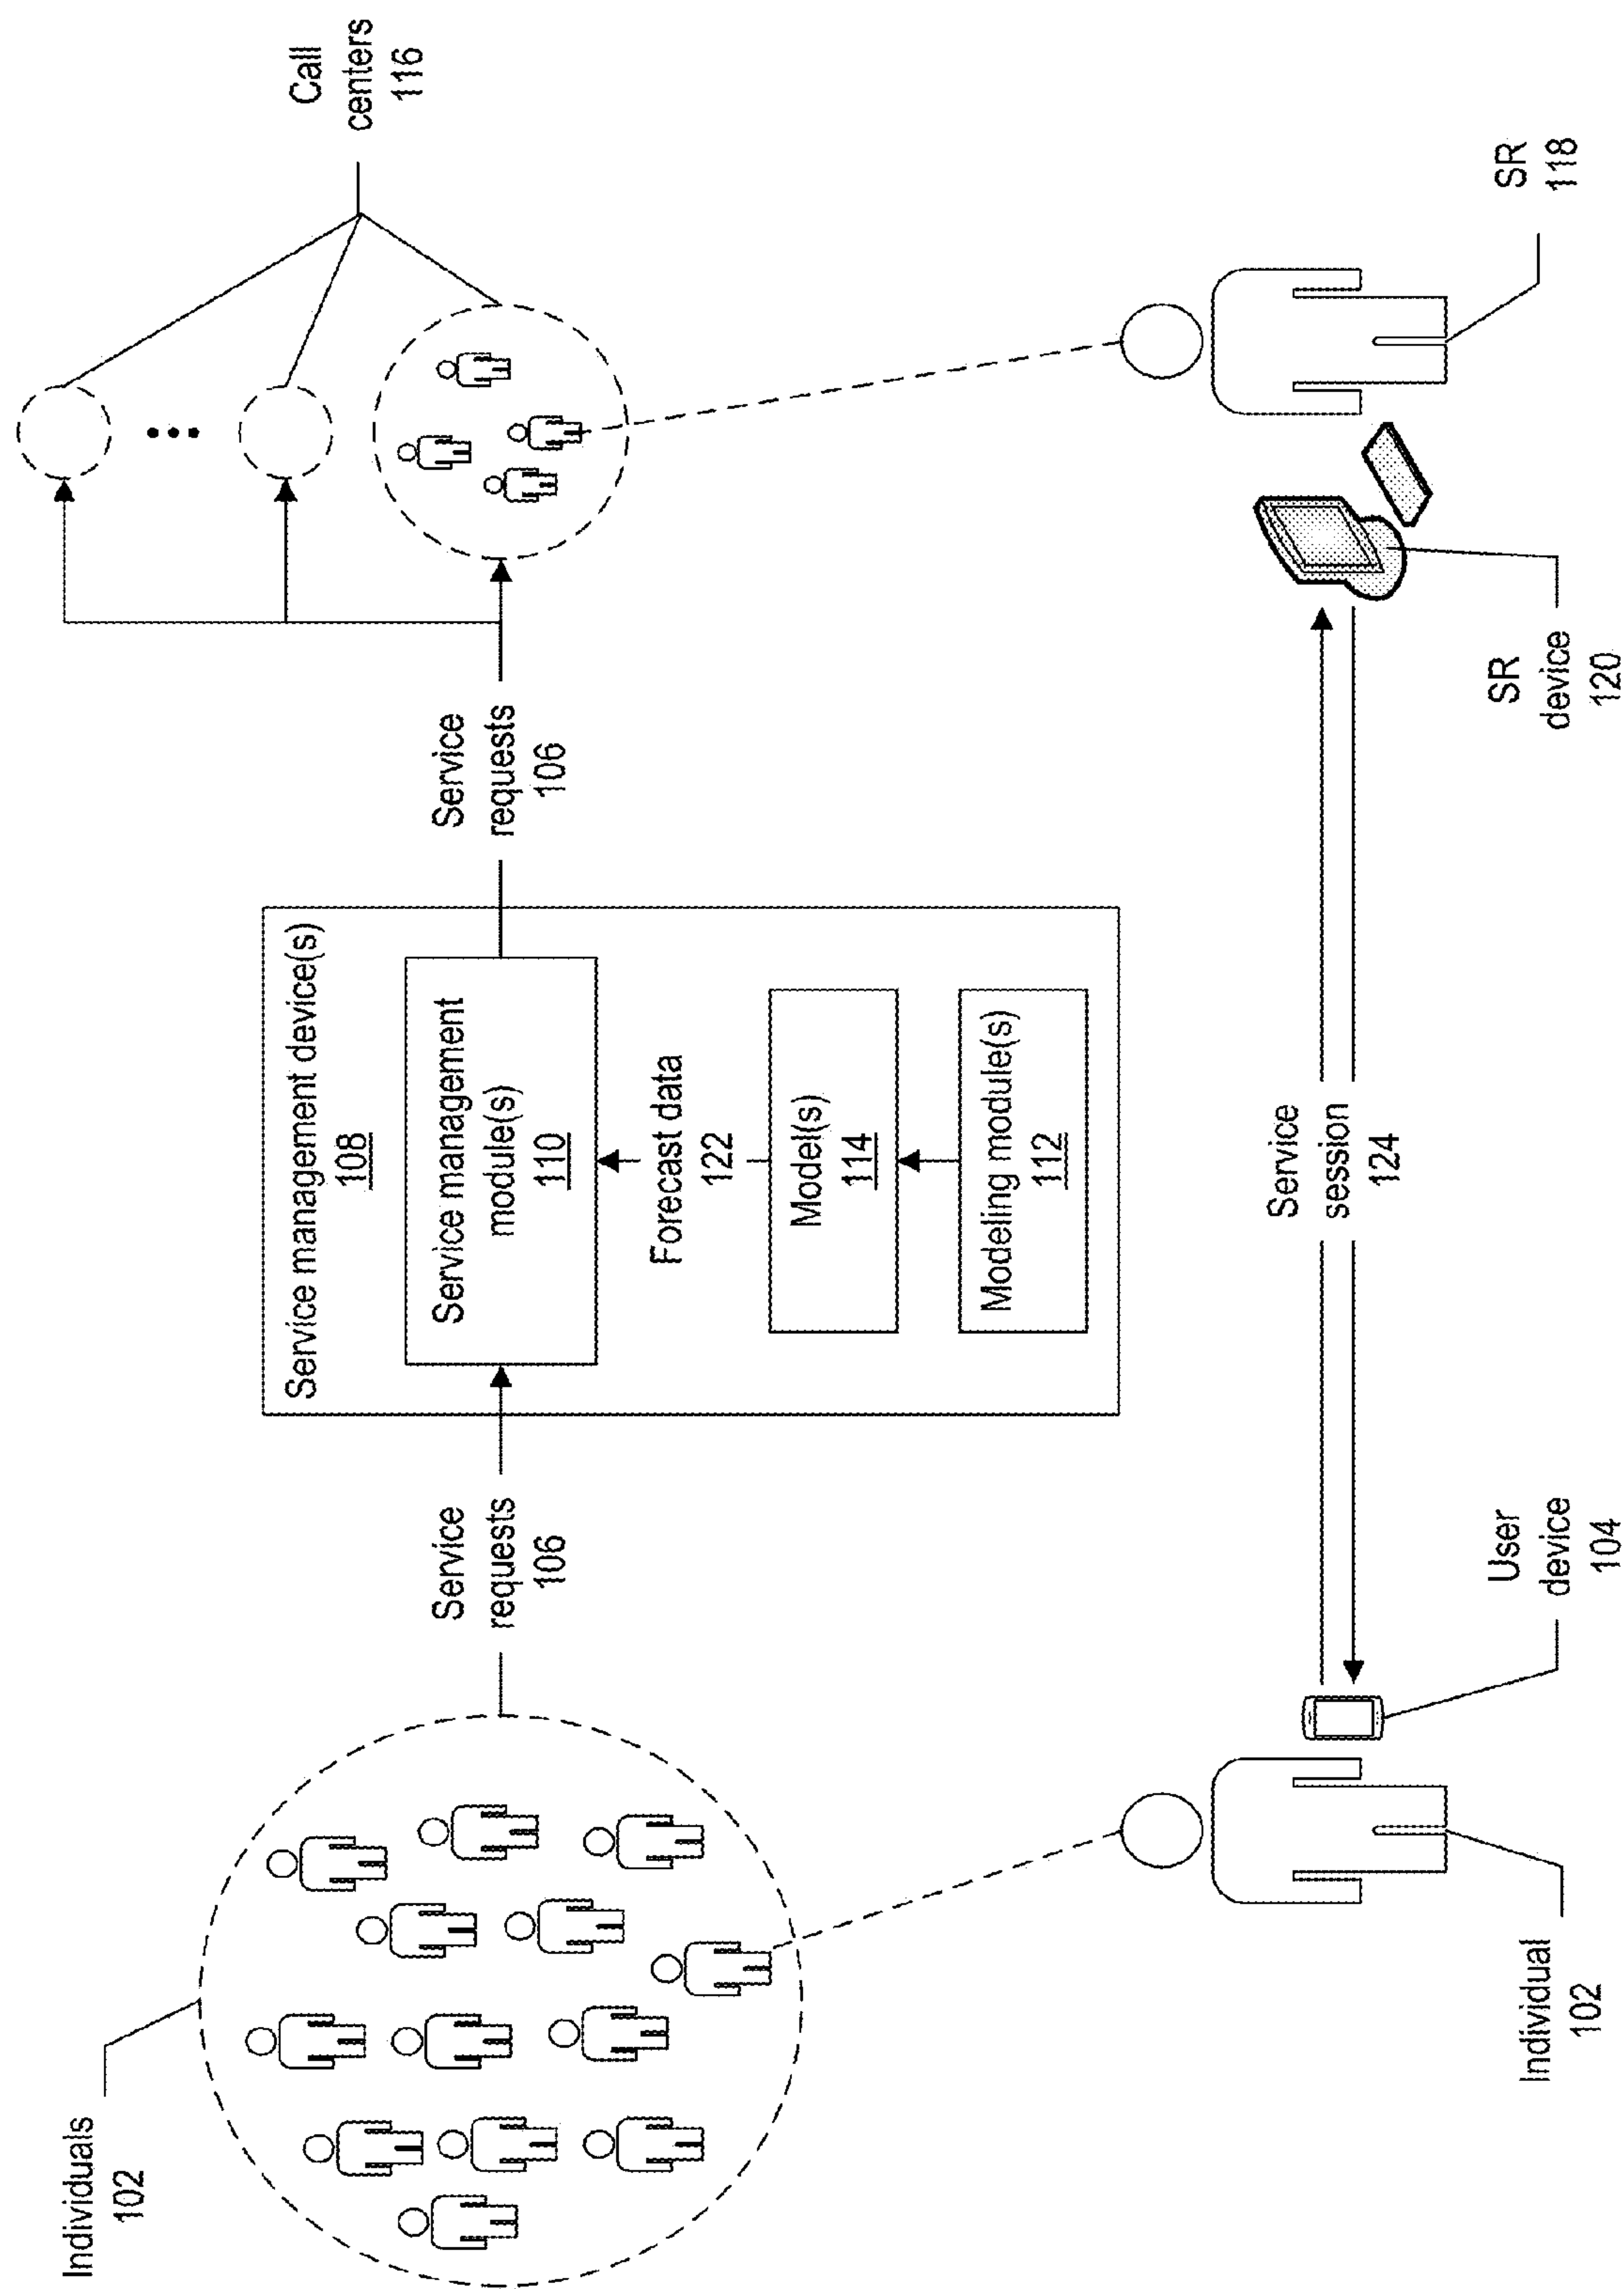 Individuals
102
Service
requests
106
Service management device(s)
108
Service management
module(s)
110
Forecast data
122
Model(s)
114
Modeling module(s)
112
Service
requests
106
Call
centers
116
Individual
102
User
device
104
Service
session
124
SR
device
120
SR
118